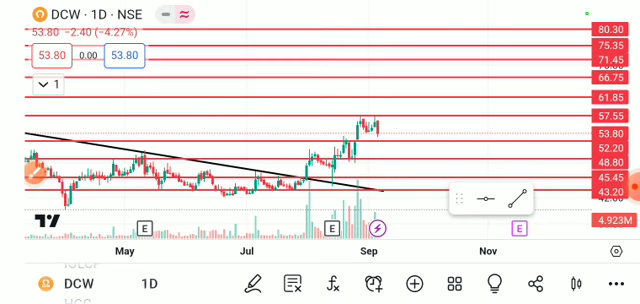 DCW · 1D · NSE
53.80 −2.40 (−4.27%)
53.80 0.00 53.80
1
80.30
75.35
71.45
66.75
61.85
57.55
53.80
52.20
48.80
45.45
43.20
4.923M
E E E
May Jul Sep Nov
DCW 1D